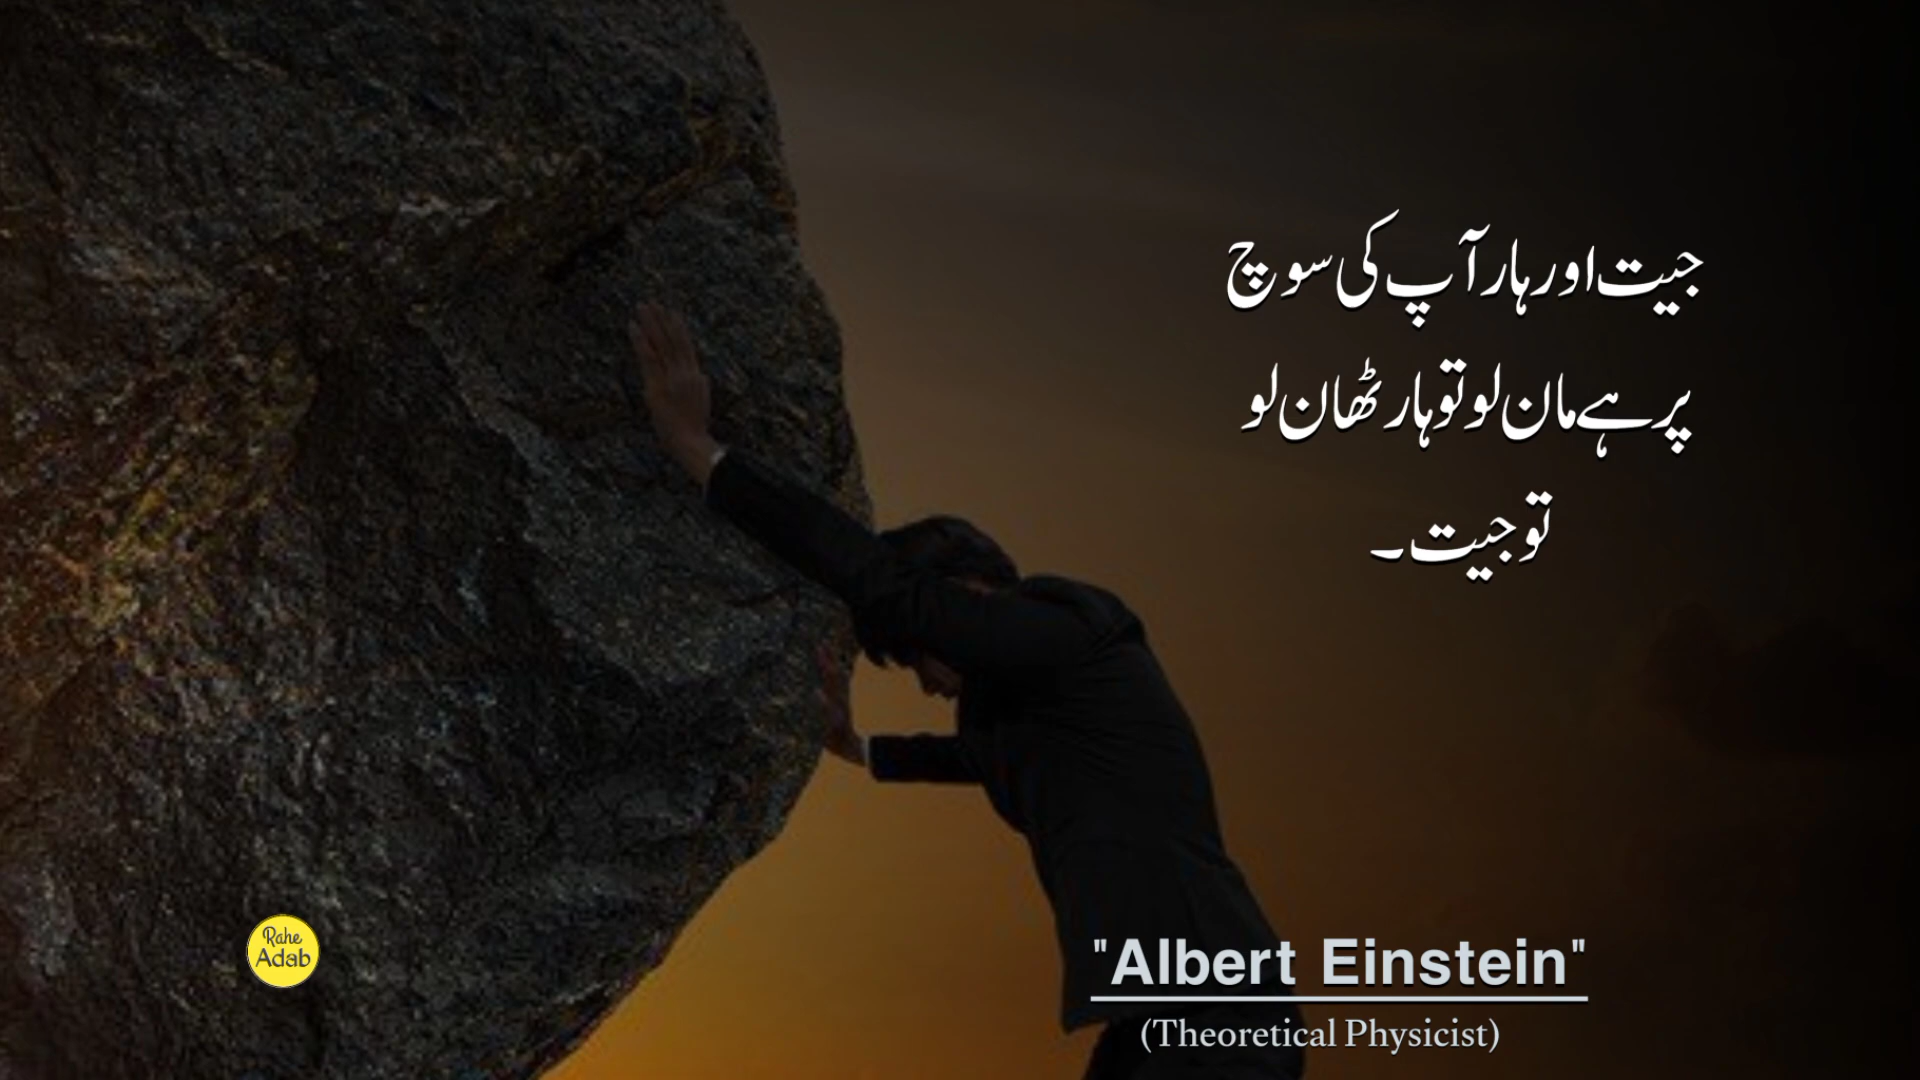 جیت اور ہار آپ کی سوچ
پر ہے مان لو تو ہار ٹھان لو
تو جیت۔
Rahe
Adab
"Albert Einstein"
(Theoretical Physicist)